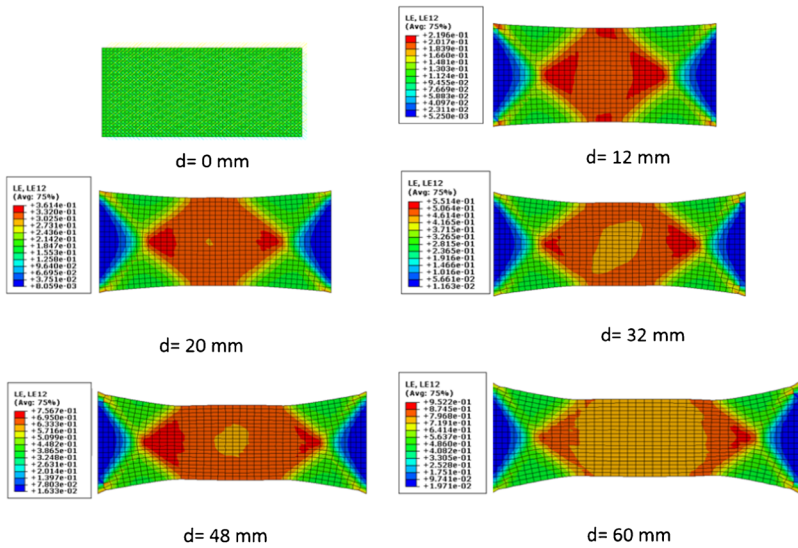 LE, LE12
(Avg: 75%)
+2.196e-01
+2.017e-01
+1.839e-01
+1.660e-01
+1.481e-01
+1.303e-01
+1.124e-01
+9.455e-02
+7.669e-02
+5.883e-02
+4.097e-02
+2.311e-02
+5.250e-03
d= 0 mm
d= 12 mm
LE, LE12
(Avg: 75%)
+3.614e-01
+3.320e-01
+3.025e-01
+2.731e-01
+2.436e-01
+2.142e-01
+1.847e-01
+1.553e-01
+1.258e-01
+9.640e-02
+6.695e-02
+3.751e-02
+8.059e-03
d= 20 mm
LE, LE12
(Avg: 75%)
+5.514e-01
+5.064e-01
+4.614e-01
+4.165e-01
+3.715e-01
+3.265e-01
+2.815e-01
+2.365e-01
+1.916e-01
+1.466e-01
+1.016e-01
+5.661e-02
+1.163e-02
d= 32 mm
LE, LE12
(Avg: 75%)
+7.567e-01
+6.950e-01
+6.333e-01
+5.716e-01
+5.099e-01
+4.482e-01
+3.865e-01
+3.248e-01
+2.631e-01
+2.014e-01
+1.397e-01
+7.803e-02
+1.633e-02
d= 48 mm
LE, LE12
(Avg: 75%)
+9.522e-01
+8.745e-01
+7.968e-01
+7.191e-01
+6.414e-01
+5.637e-01
+4.860e-01
+4.082e-01
+3.305e-01
+2.528e-01
+1.751e-01
+9.741e-02
+1.971e-02
d= 60 mm